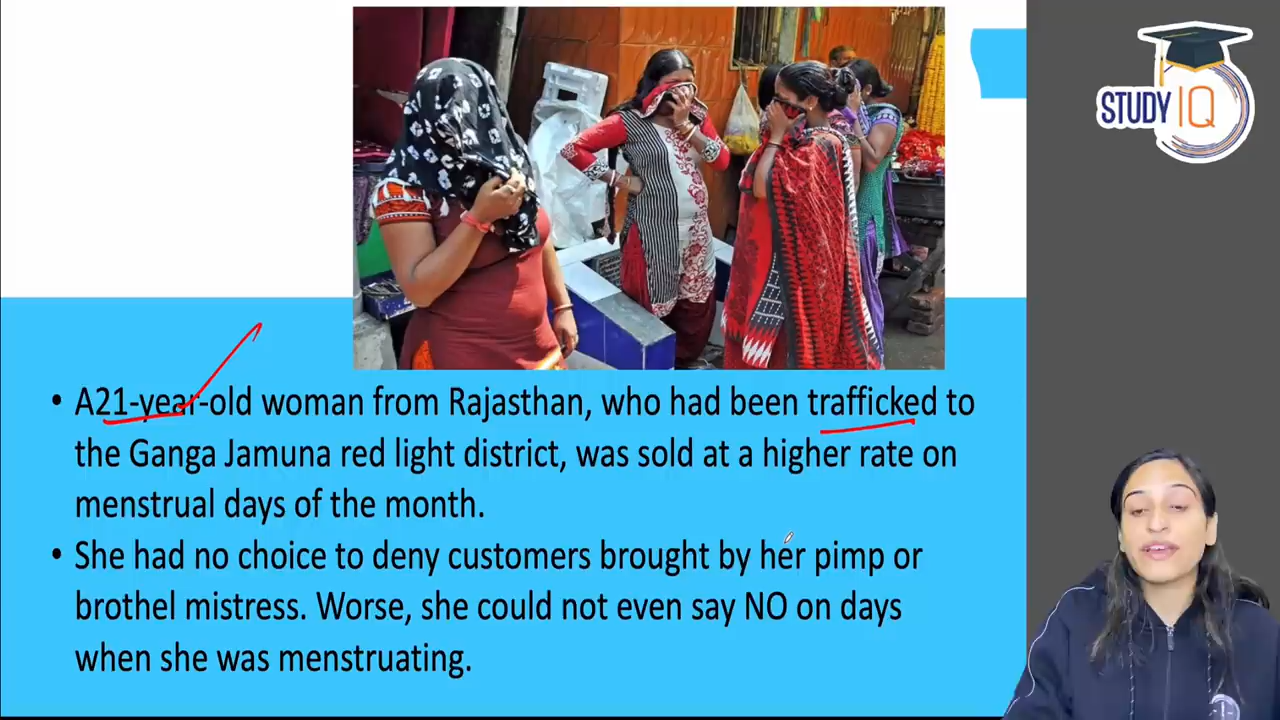 STUDY IQ
• A21-year-old woman from Rajasthan, who had been trafficked to
the Ganga Jamuna red light district, was sold at a higher rate on
menstrual days of the month.
• She had no choice to deny customers brought by her pimp or
brothel mistress. Worse, she could not even say NO on days
when she was menstruating.